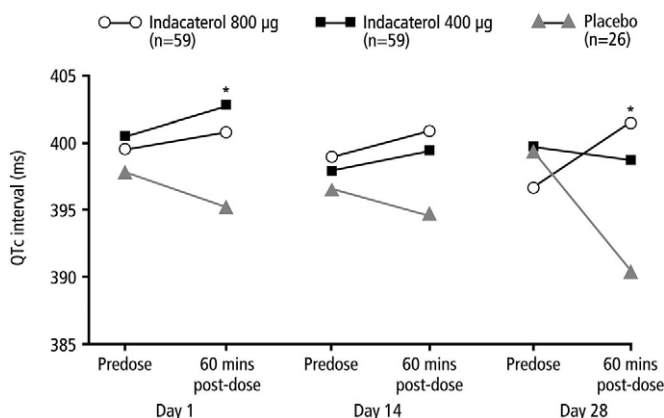 Indacaterol 800 µg
(n=59)
Indacaterol 400 µg
(n=59)
Placebo
(n=26)
QTc interval (ms)
405
400
395
390
385
*
*
Predose
60 mins
post-dose
Predose
60 mins
post-dose
Predose
60 mins
post-dose
Day 1
Day 14
Day 28